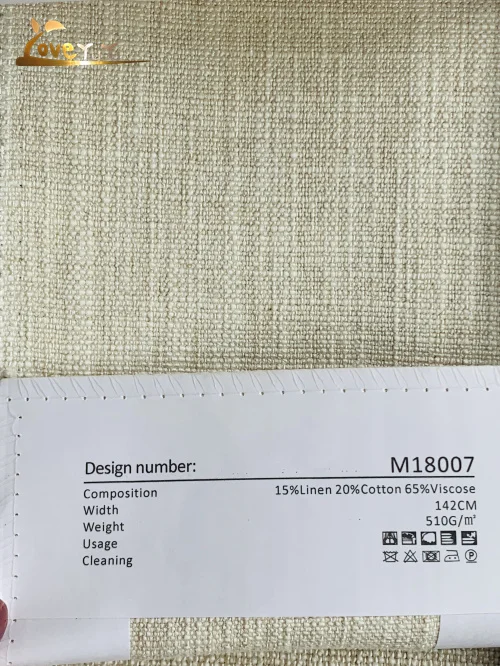 Design number: M18007
Composition 15%Linen 20%Cotton 65%Viscose
Width 142CM
Weight 510G/㎡
Usage
Cleaning